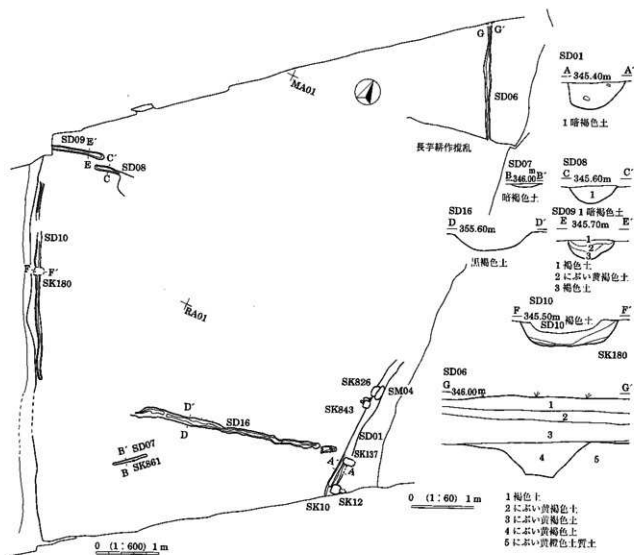 G G′
SD06
長芋耕作撹乱
MA01
SD09 E′
E C′ SD08
C
SD10
F F′
SK180
RA01
SK826
SM04
SK843
D′ SD16
D
SD01
SK137
A′
A
B′ SD07
B SK861
SK10 SK12
0 (1:600) 1m
0 (1:60) 1m
SD01
A 345.40m A′
1 暗褐色土
SD07
B 346.00m B′
暗褐色土
SD08
C 345.60m C′
1
SD09 1 暗褐色土
E 345.70m E′
1
2
3
1 褐色土
2 にぶい黄褐色土
3 褐色土
SD16
D 355.60m D′
黒褐色土
SD10
F 345.50m 褐色土 F′
SD10
SK180
SD06
G 346.00m G′
1
2
3
4 5
1 褐色土
2 にぶい黄褐色土
3 にぶい黄褐色土
4 にぶい黄褐色土
5 にぶい黄橙色土質土